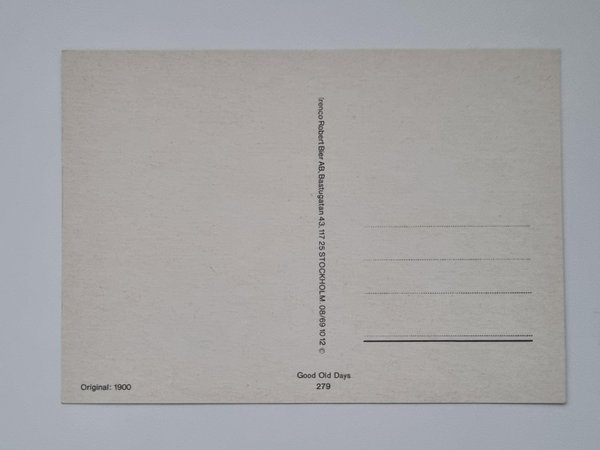 Irenco Robert Bier AB, Bastugatan 43, 117 25 STOCKHOLM. 08/69 10 12 ©
Good Old Days
279
Original: 1900